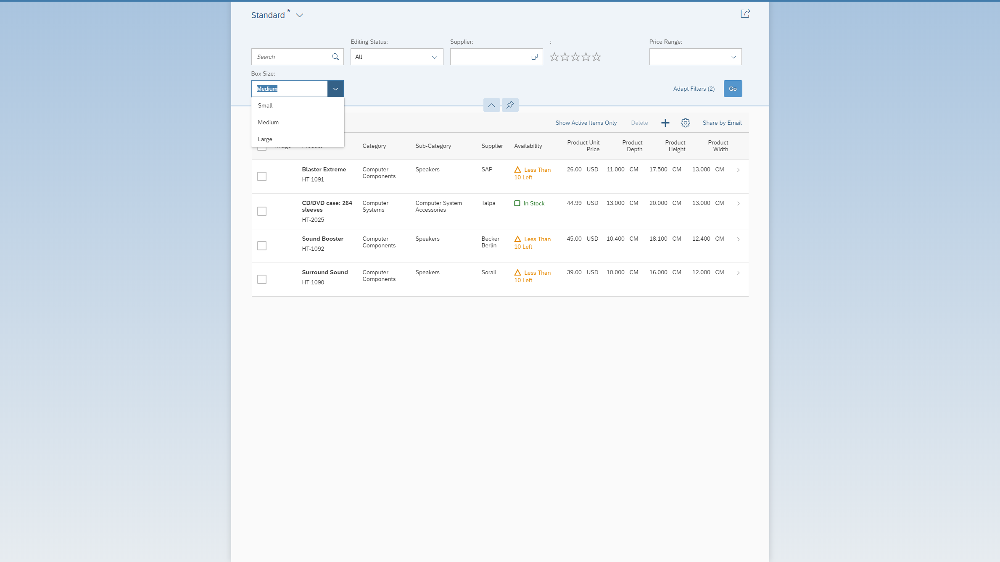 Standard *
Editing Status:
Supplier:
:
Price Range:
Search
All
Box Size:
Medium
Adapt Filters (2)
Go
Small
Medium
Large
Show Active Items Only
Delete
Share by Email
Category
Sub-Category
Supplier
Availability
Product Unit Price
Product Depth
Product Height
Product Width
Blaster Extreme
HT-1091
Computer
Components
Speakers
SAP
Less Than
10 Left
26.00 USD
11.000 CM
17.500 CM
13.000 CM
CD/DVD case: 264
sleeves
HT-2025
Computer
Systems
Computer System
Accessories
Talpa
In Stock
44.99 USD
13.000 CM
20.000 CM
13.000 CM
Sound Booster
HT-1092
Computer
Components
Speakers
Becker
Berlin
Less Than
10 Left
45.00 USD
10.400 CM
18.100 CM
12.400 CM
Surround Sound
HT-1090
Computer
Components
Speakers
Sorali
Less Than
10 Left
39.00 USD
10.000 CM
16.000 CM
12.000 CM